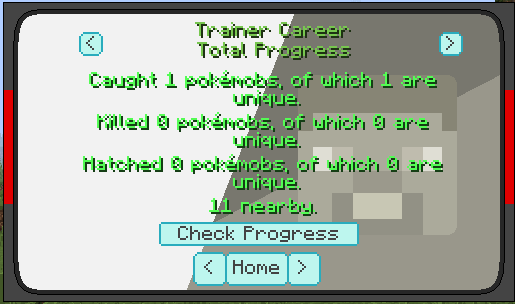 Trainer Career
Total Progress
Caught 1 pokémobs, of which 1 are
unique.
Killed 0 pokémobs, of which 0 are
unique.
Hatched 0 pokémobs, of which 0 are
unique.
11 nearby.
Check Progress
< Home >